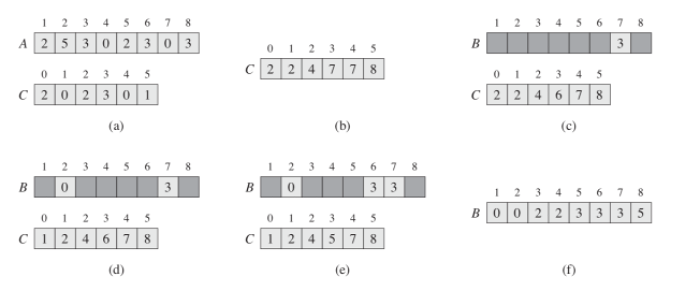 1 2 3 4 5 6 7 8
A 2 5 3 0 2 3 0 3
0 1 2 3 4 5
C 2 0 2 3 0 1
(a)
0 1 2 3 4 5
C 2 2 4 7 7 8
(b)
1 2 3 4 5 6 7 8
B 3
0 1 2 3 4 5
C 2 2 4 6 7 8
(c)
1 2 3 4 5 6 7 8
B 0 3
0 1 2 3 4 5
C 1 2 4 6 7 8
(d)
1 2 3 4 5 6 7 8
B 0 3 3
0 1 2 3 4 5
C 1 2 4 5 7 8
(e)
1 2 3 4 5 6 7 8
B 0 0 2 2 3 3 3 5
(f)